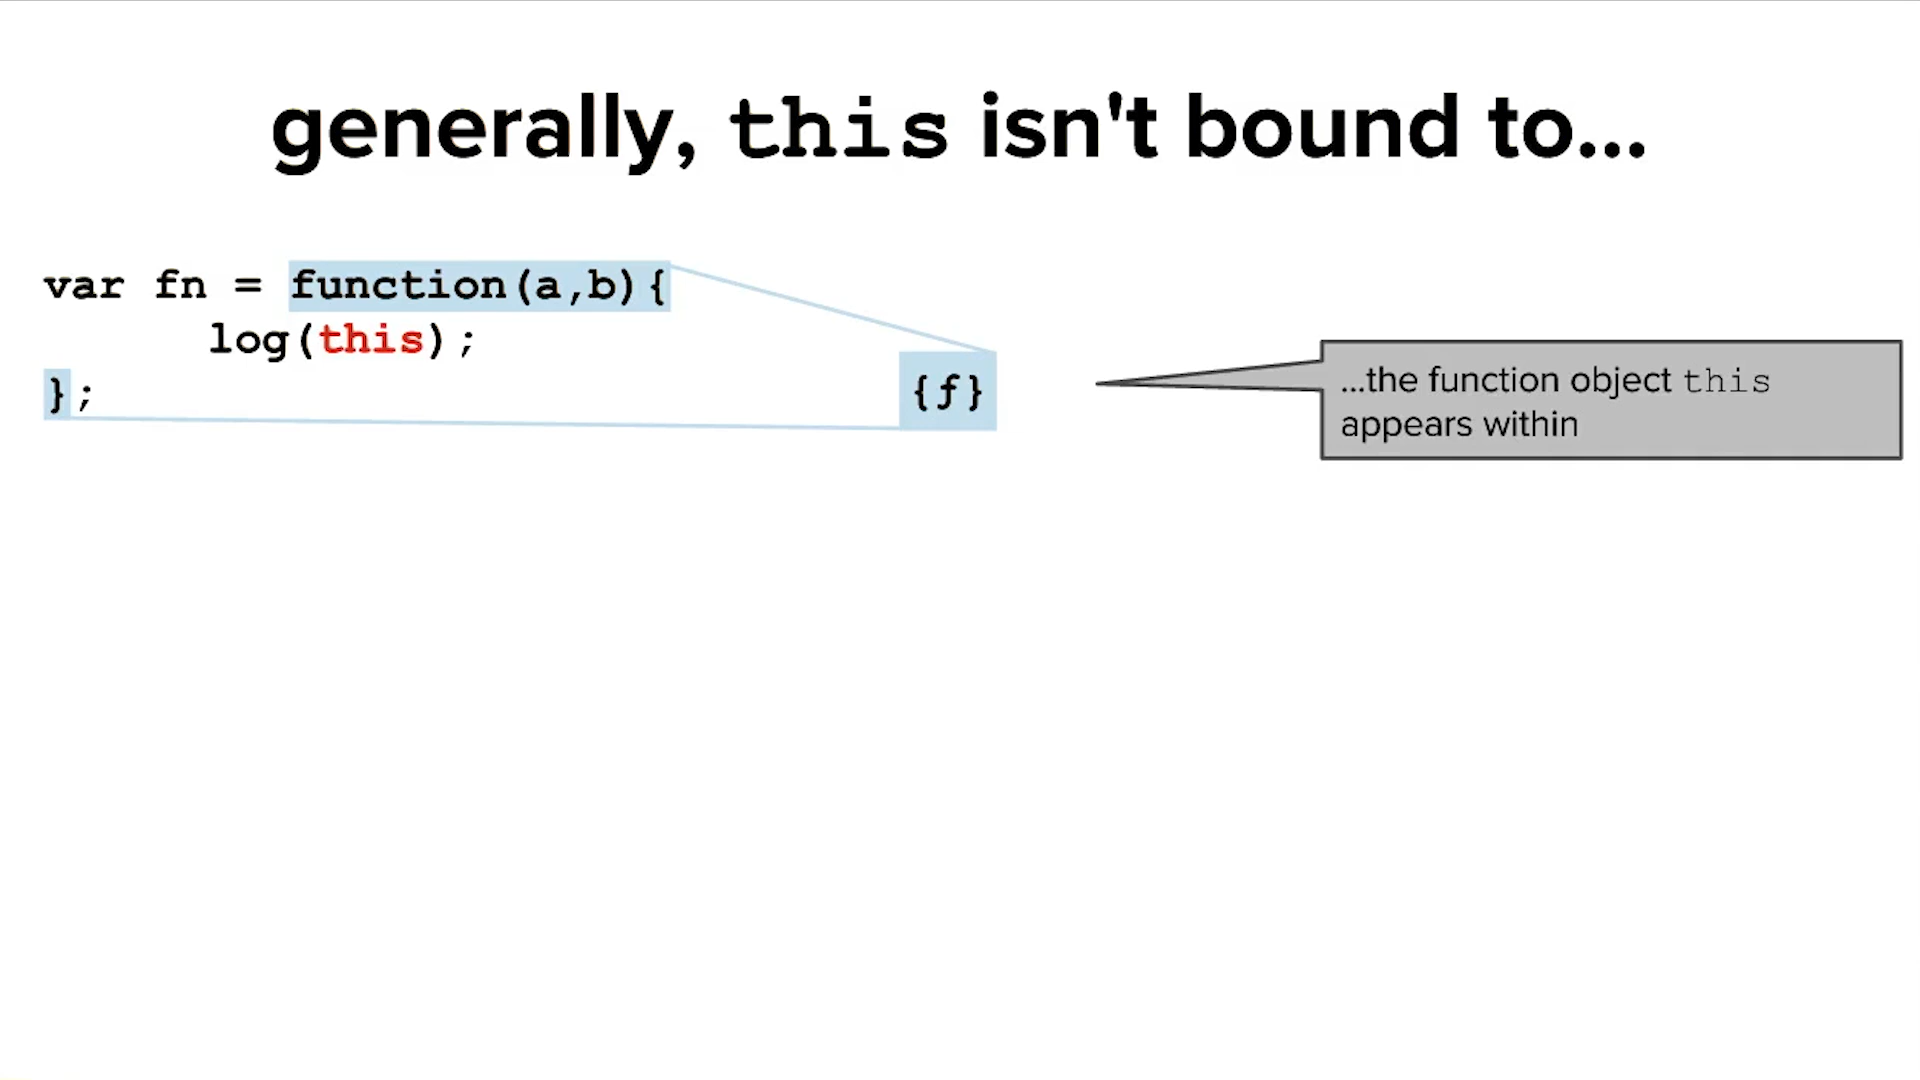 generally, this isn't bound to...
var fn = function(a,b){
log(this);
};
{f}
...the function object this
appears within